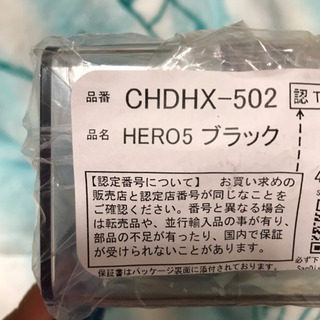 品番 CHDHX-502 認 T
品名 HERO5 ブラック
【認定番号について】 お買い求めの
販売店と認定店番号が同じなことを
ご確認ください。番号と異なる場合
は転売品や、並行輸入品の事が有り、
部品の不足が有ったり、国内で保証
が受けられないことがあります。
保証書はパッケージ裏面に添付されております。
必ず下
SanDis